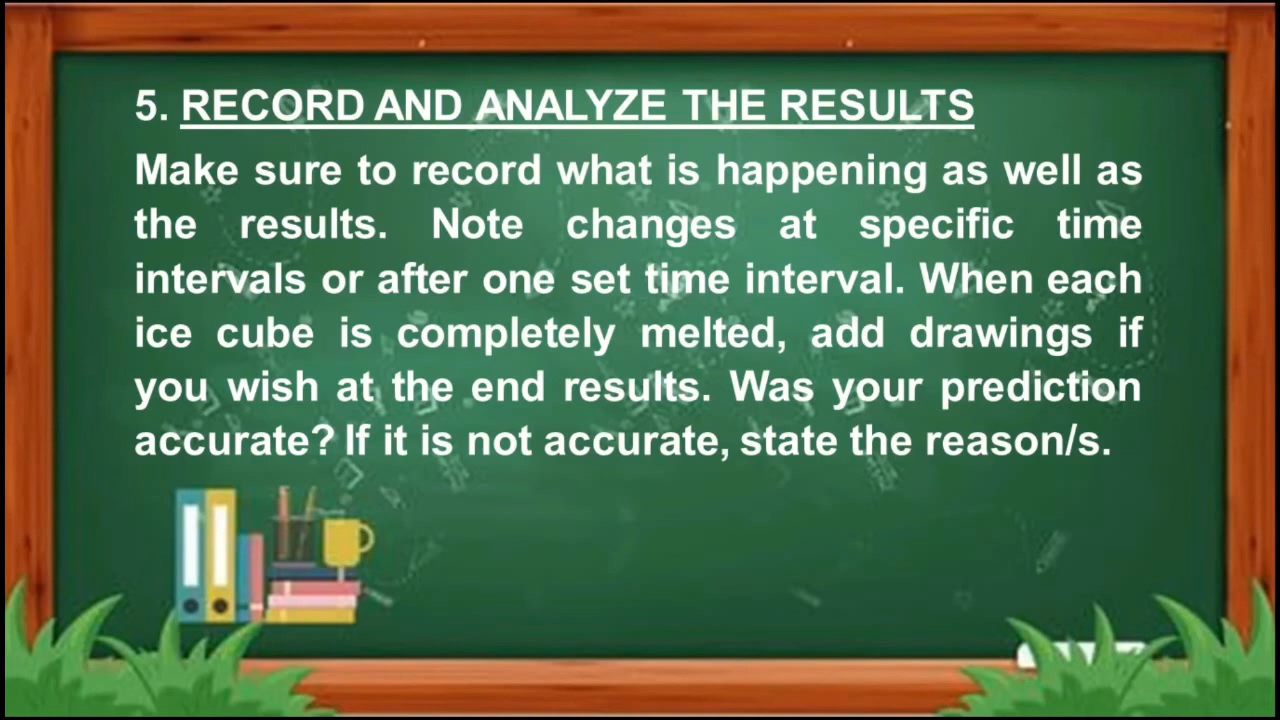 5. RECORD AND ANALYZE THE RESULTS
Make sure to record what is happening as well as
the results. Note changes at specific time
intervals or after one set time interval. When each
ice cube is completely melted, add drawings if
you wish at the end results. Was your prediction
accurate? If it is not accurate, state the reason/s.